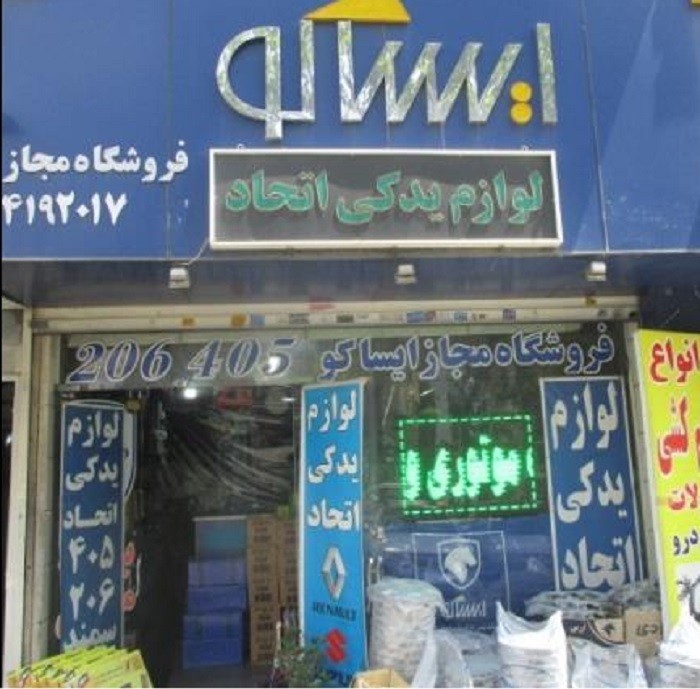 ایساکو
فروشگاه مجاز
۴۱۹۲۰۱۷
لوازم یدکی اتحاد
فروشگاه مجاز ایساکو 405 206
لوازم
یدکی
اتحاد
۴۰۵
۲۰۶
سمند
لوازم
یدکی
اتحاد
RENAULT
موتوری و
ایساکو
لوازم
یدکی
اتحاد
انواع